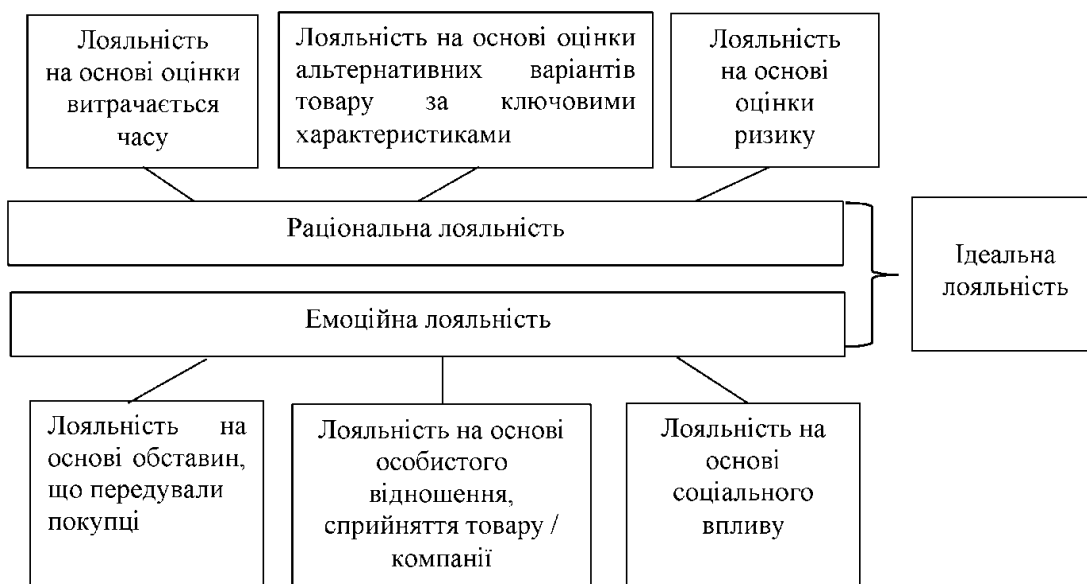 Лояльність
на основі оцінки
витрачається
часу
Лояльність на основі оцінки
альтернативних варіантів
товару за ключовими
характеристиками
Лояльність
на основі
оцінки
ризику
Раціональна лояльність
Ідеальна
лояльність
Емоційна лояльність
Лояльність на
основі обставин,
що передували
покупці
Лояльність на основі
особистого
відношення,
сприйняття товару /
компанії
Лояльність на
основі
соціального
впливу